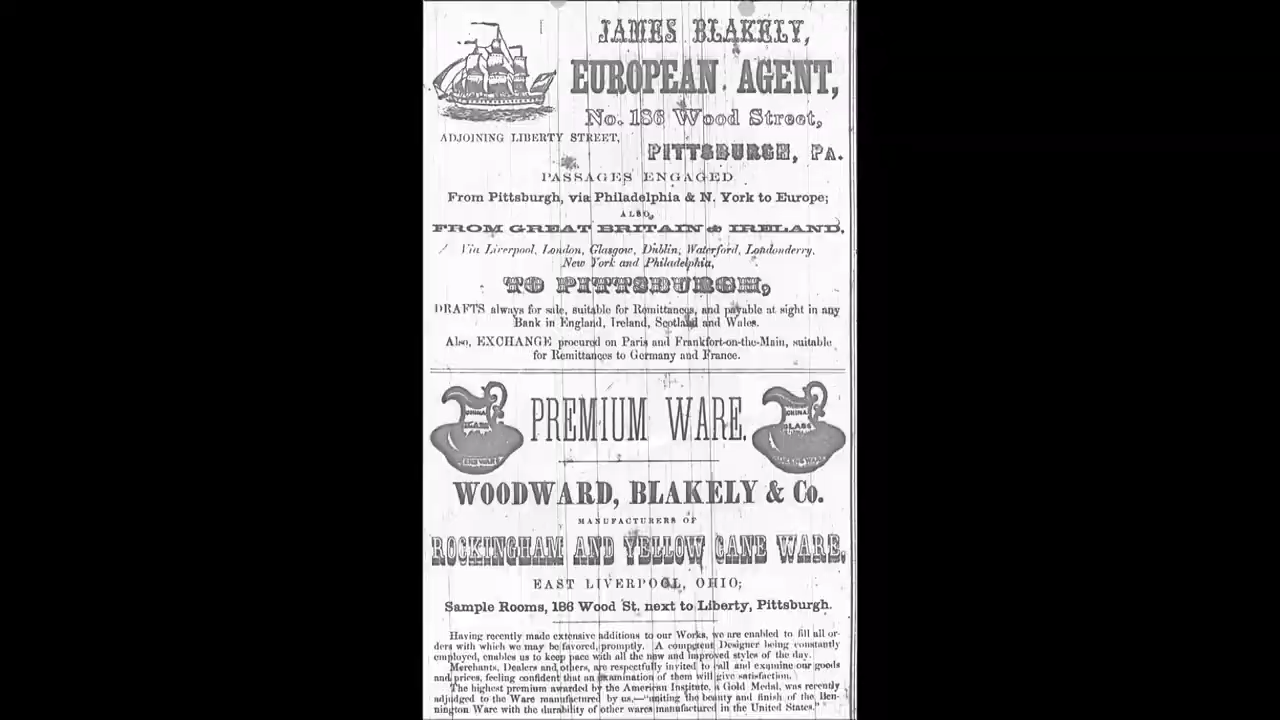 JAMES BLAKELY,
EUROPEAN AGENT,
No. 186 Wood Street,
ADJOINING LIBERTY STREET,
PITTSBURGH, PA.
PASSAGES ENGAGED
From Pittsburgh, via Philadelphia & N. York to Europe;
ALSO,
FROM GREAT BRITAIN & IRELAND,
Via Liverpool, London, Glasgow, Dublin, Waterford, Londonderry,
New York and Philadelphia,
TO PITTSBURGH,
DRAFTS always for sale, suitable for Remittances, and payable at sight in any
Bank in England, Ireland, Scotland and Wales.
Also, EXCHANGE procured on Paris and Frankfort-on-the-Main, suitable
for Remittances to Germany and France.
CHINA
GLASS
CHINA
GLASS
PREMIUM WARE.
WOODWARD, BLAKELY & Co.
MANUFACTURERS OF
ROCKINGHAM AND YELLOW CANE WARE,
EAST LIVERPOOL, OHIO;
Sample Rooms, 186 Wood St. next to Liberty, Pittsburgh.
Having recently made extensive additions to our Works, we are enabled to fill all or-
ders with which we may be favored, promptly. A competent Designer being constantly
employed, enables us to keep pace with all the new and improved styles of the day.
Merchants, Dealers and others, are respectfully invited to call and examine our goods
and prices, feeling confident that an examination of them will give satisfaction.
The highest premium awarded by the American Institute, a Gold Medal, was recently
adjudged to the Ware manufactured by us,—"uniting the beauty and finish of the Ben-
nington Ware with the durability of other wares manufactured in the United States."